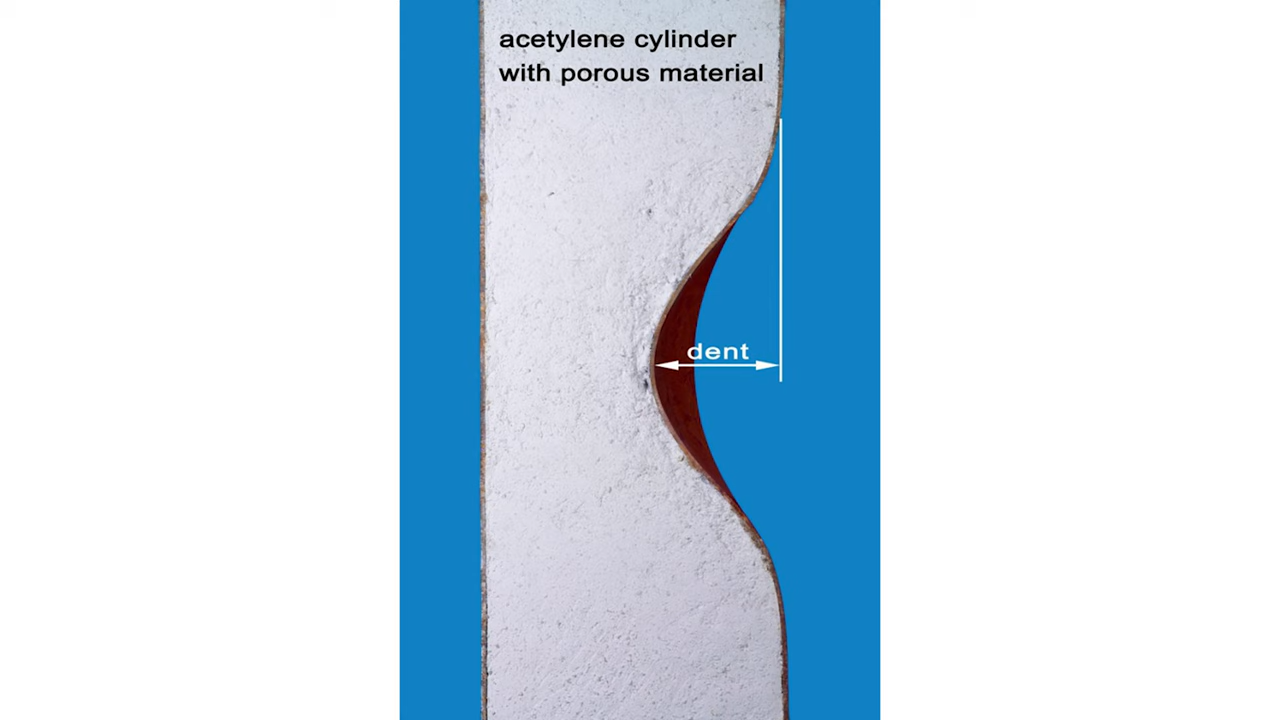 acetylene cylinder
with porous material
dent